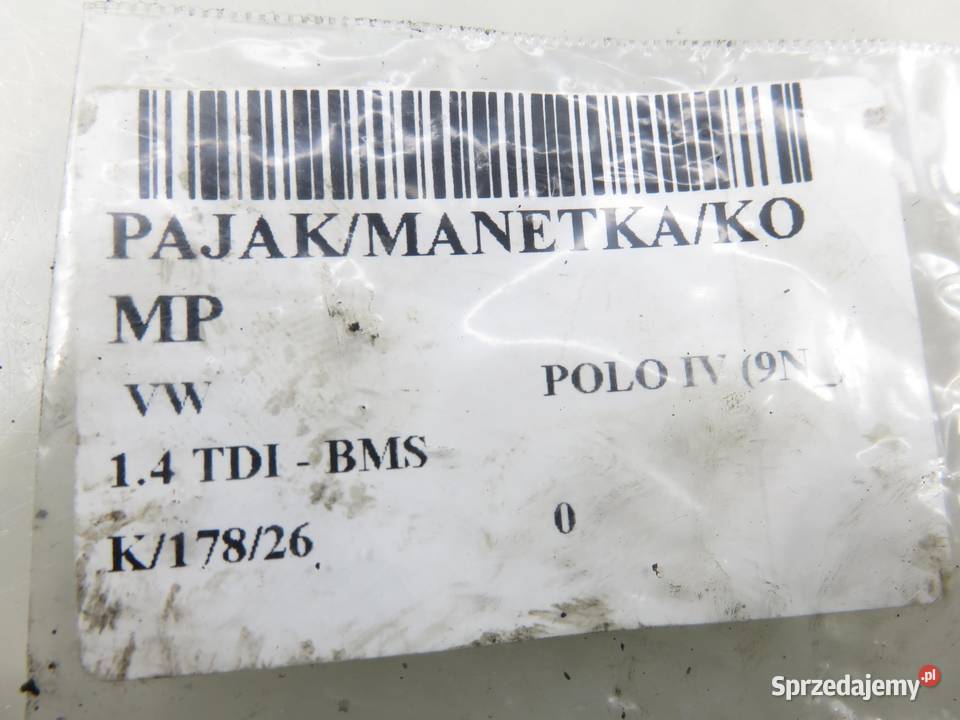 PAJAK/MANETKA/KO
MP
VW
POLO IV (9N_)
1.4 TDI - BMS
K/178/26
0
Sprzedajemy.pl